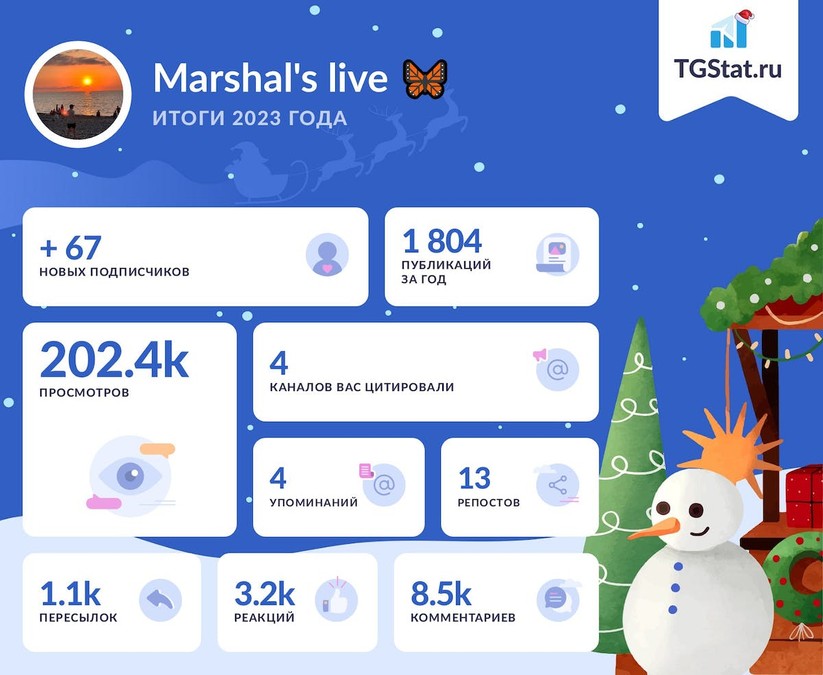 TGStat.ru
Marshal's live 🦋
ИТОГИ 2023 ГОДА
+ 67
НОВЫХ ПОДПИСЧИКОВ
1 804
ПУБЛИКАЦИЙ
ЗА ГОД
202.4k
ПРОСМОТРОВ
4
КАНАЛОВ ВАС ЦИТИРОВАЛИ
4
УПОМИНАНИЙ
13
РЕПОСТОВ
1.1k
ПЕРЕСЫЛОК
3.2k
РЕАКЦИЙ
8.5k
КОММЕНТАРИЕВ